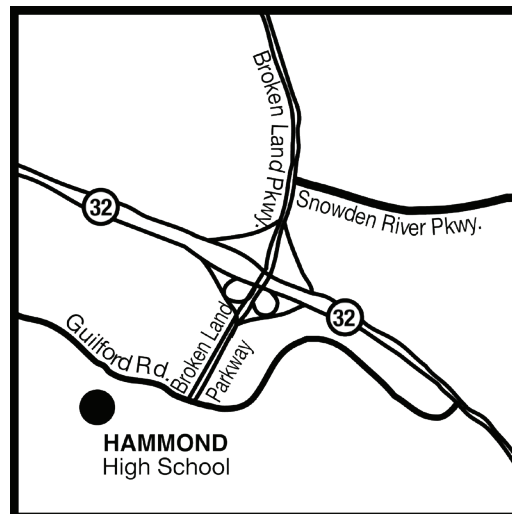 Broken Land Pkwy.
32
Snowden River Pkwy.
32
Guilford Rd.
Broken Land
Parkway
HAMMOND
High School